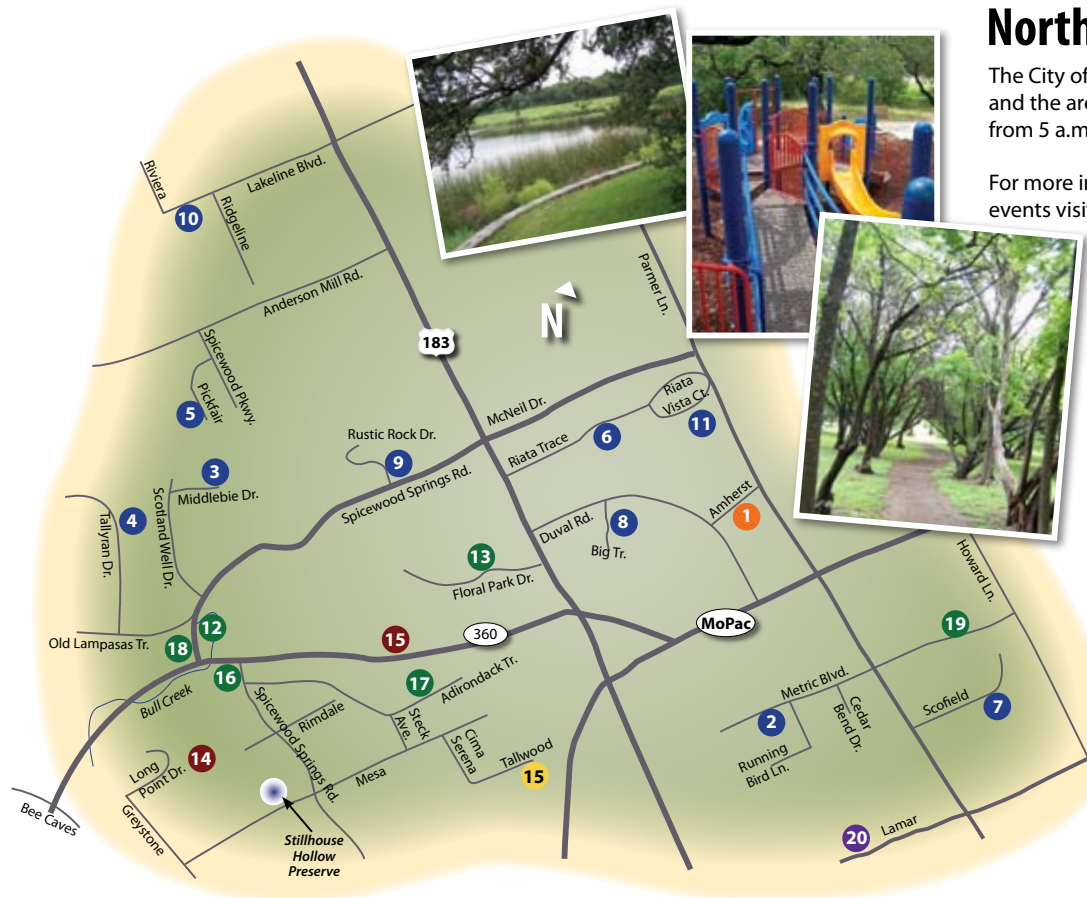 North
The City of
and the are
from 5 a.m
For more in
events visi
Riviera
Lakeline Blvd.
10
Ridgeline
Anderson Mill Rd.
Parmer Ln.
N
183
Spicewood Pkwy.
Pickfair
5
McNeil Dr.
Riata
Vista Ct.
11
Rustic Rock Dr.
Riata Trace
6
9
3
Middlebie Dr.
Spicewood Springs Rd.
Scotland Well Dr.
Tallyran Dr.
4
Amherst
1
Duval Rd.
8
Big Tr.
13
Floral Park Dr.
Howard Ln.
12
Old Lampasas Tr.
18
15
360
MoPac
19
16
17
Adirondack Tr.
Bull Creek
Spicewood Springs Rd.
Rimdale
Steck
Ave.
Metric Blvd.
Cedar
Bend Dr.
Scofield
7
2
Cima
Serena
Tallwood
15
Running
Bird Ln.
14
Long
Point Dr.
Mesa
Greystone
Bee Caves
Stillhouse
Hollow
Preserve
20
Lamar